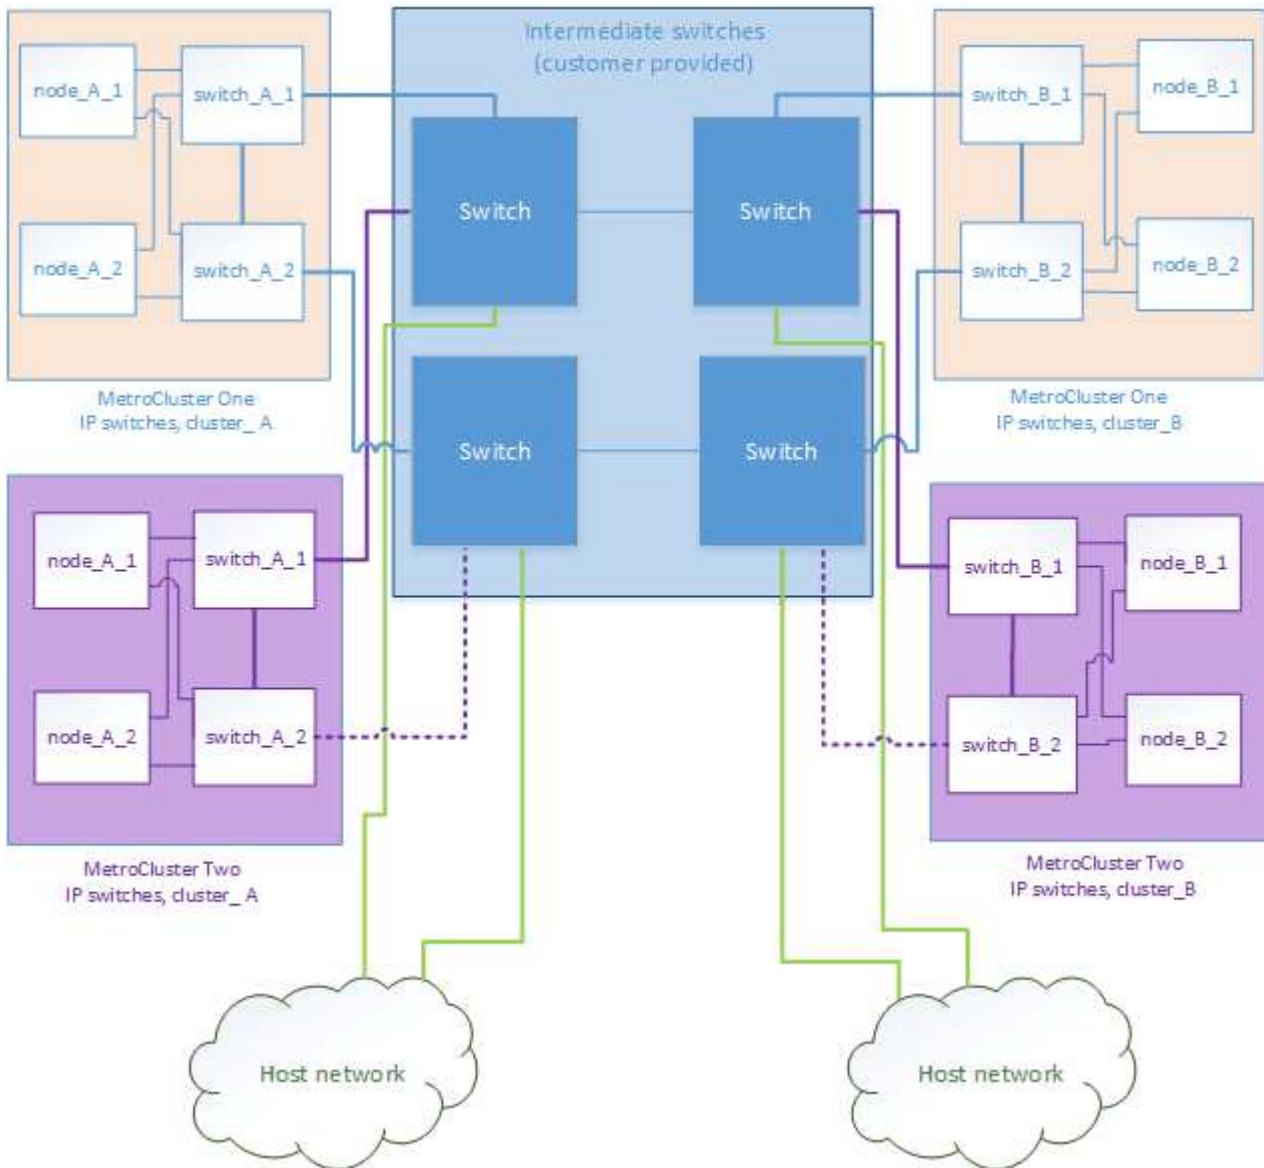 Intermediate switches
(customer provided)
node_A_1
switch_A_1
node_A_2
switch_A_2
MetroCluster One
IP switches, cluster_ A
Switch
Switch
Switch
Switch
switch_B_1
node_B_1
switch_B_2
node_B_2
MetroCluster One
IP switches, cluster_B
node_A_1
switch_A_1
node_A_2
switch_A_2
MetroCluster Two
IP switches, cluster_ A
switch_B_1
node_B_1
switch_B_2
node_B_2
MetroCluster Two
IP switches, cluster_B
Host network
Host network